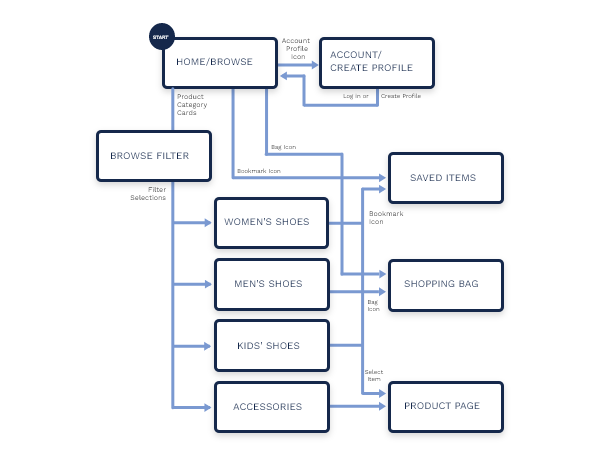 START
HOME/BROWSE
Account
Profile
Icon
ACCOUNT/
CREATE PROFILE
Log in or
Create Profile
Product
Category
Cards
BROWSE FILTER
Bag Icon
Bookmark Icon
SAVED ITEMS
Filter
Selections
WOMEN'S SHOES
Bookmark
Icon
MEN'S SHOES
SHOPPING BAG
Bag
Icon
KIDS' SHOES
Select
Item
ACCESSORIES
PRODUCT PAGE